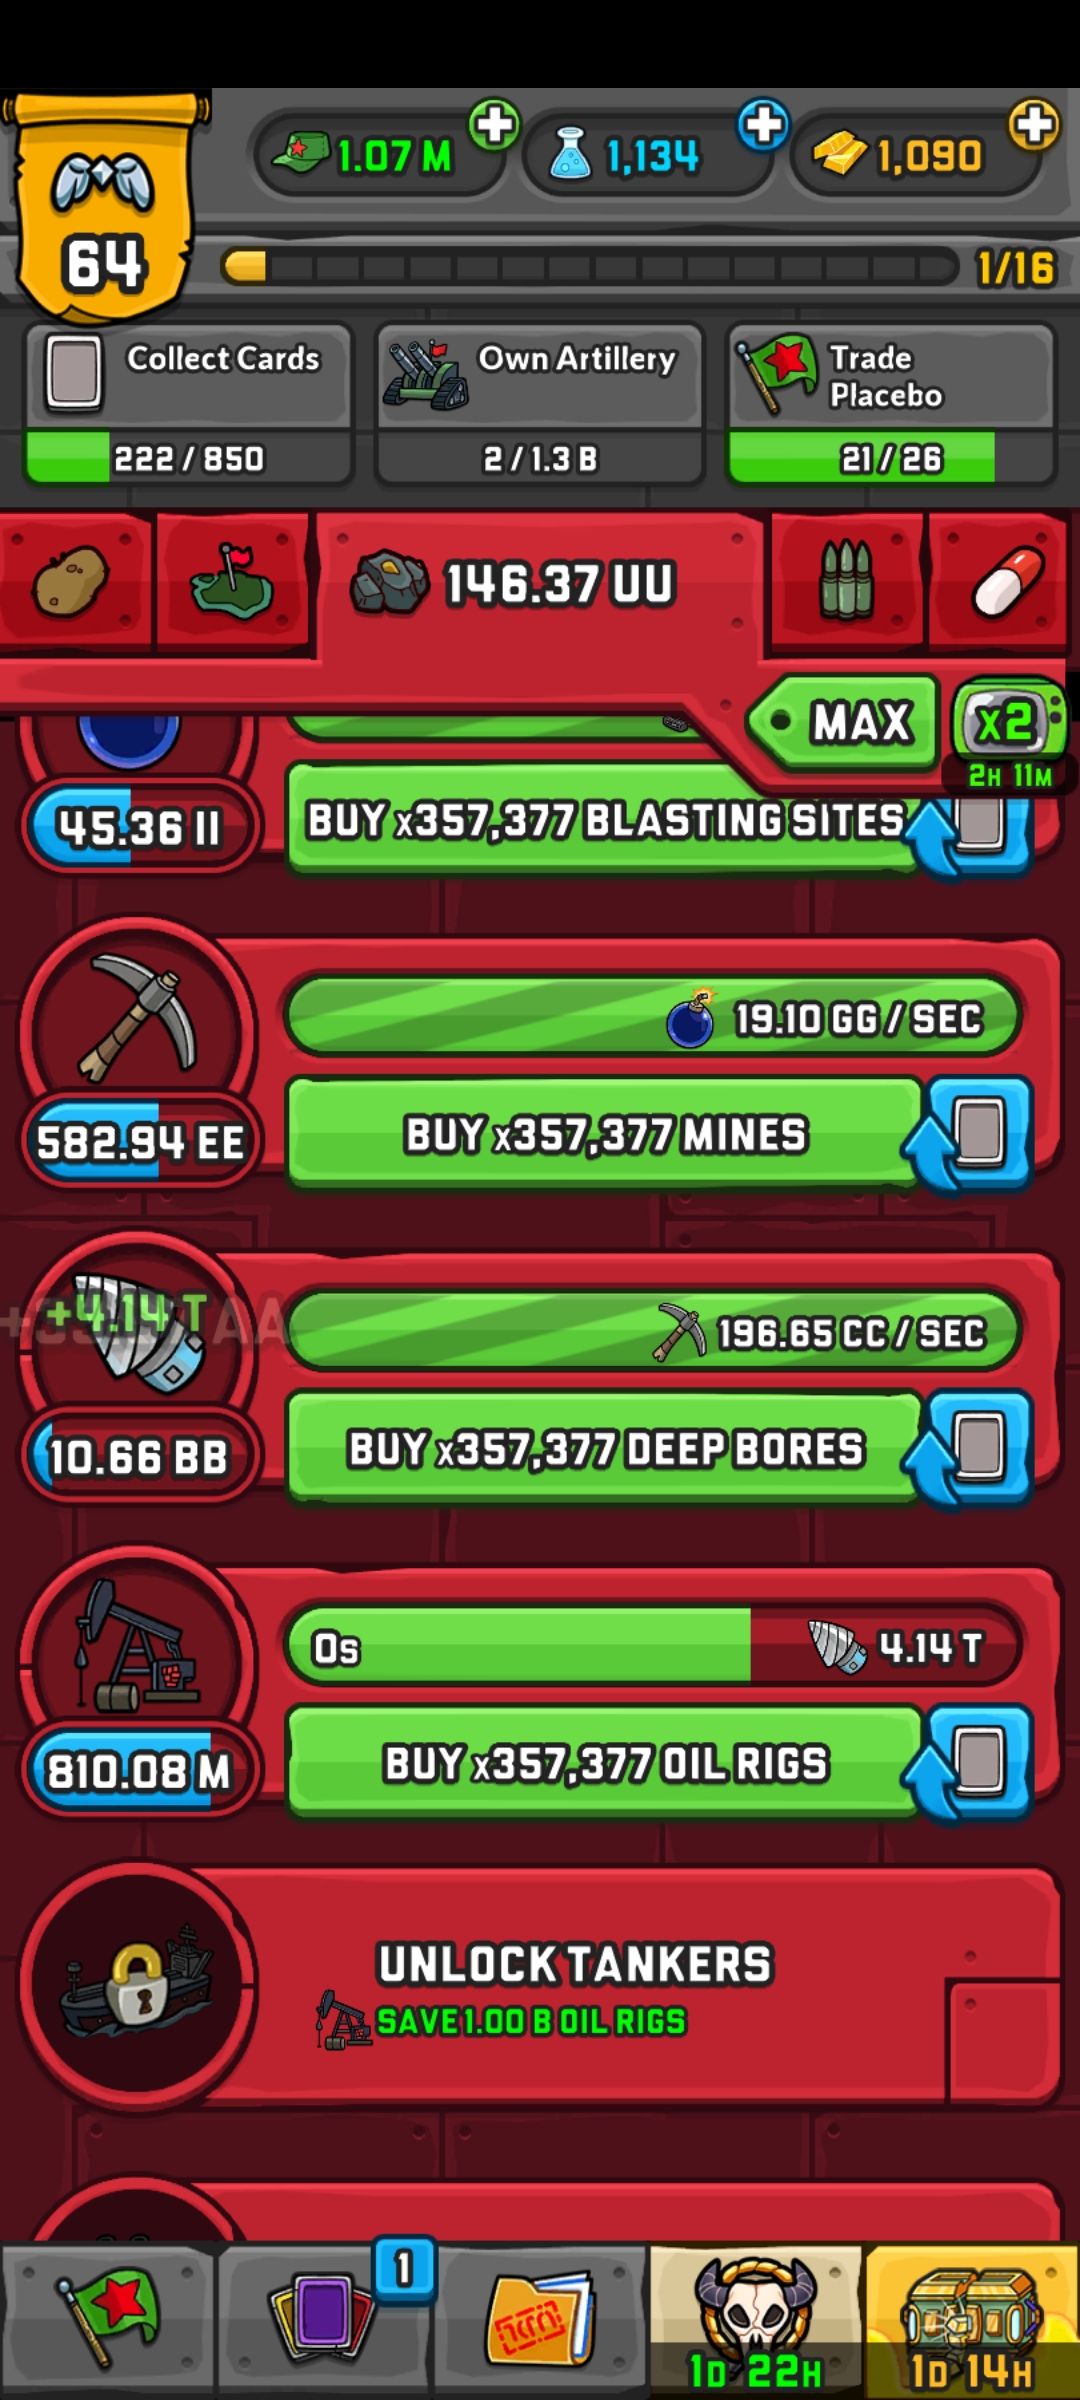 1.07 M
1,134
1,090
64
1/16
Collect Cards
222 / 850
Own Artillery
2 / 1.3 B
Trade
Placebo
21 / 26
146.37 UU
MAX
x2
2H 11M
45.36 II
BUY x357,377 BLASTING SITES
19.10 GG / SEC
582.94 EE
BUY x357,377 MINES
+4.14 T
196.65 CC / SEC
10.66 BB
BUY x357,377 DEEP BORES
0s
4.14 T
810.08 M
BUY x357,377 OIL RIGS
UNLOCK TANKERS
SAVE 1.00 B OIL RIGS
1
1D 22H
1D 14H